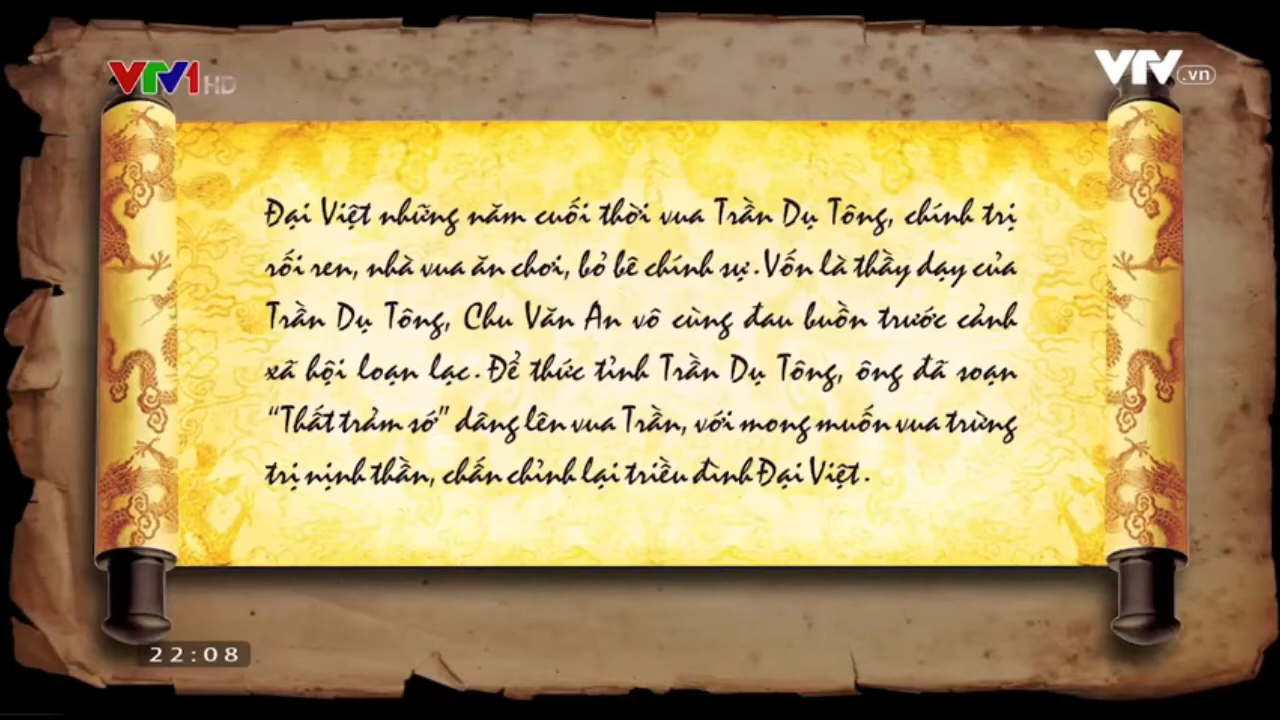 VTV1 HD
VTV.vn
Đại Việt những năm cuối thời vua Trần Dụ Tông, chính trị
rối ren, nhà vua ăn chơi, bỏ bê chính sự. Vốn là thầy dạy của
Trần Dụ Tông, Chu Văn An vô cùng đau buồn trước cảnh
xã hội loạn lạc. Để thức tỉnh Trần Dụ Tông, ông đã soạn
“Thất trảm sớ” dâng lên vua Trần, với mong muốn vua trừng
trị nịnh thần, chấn chỉnh lại triều đình Đại Việt.
22:08